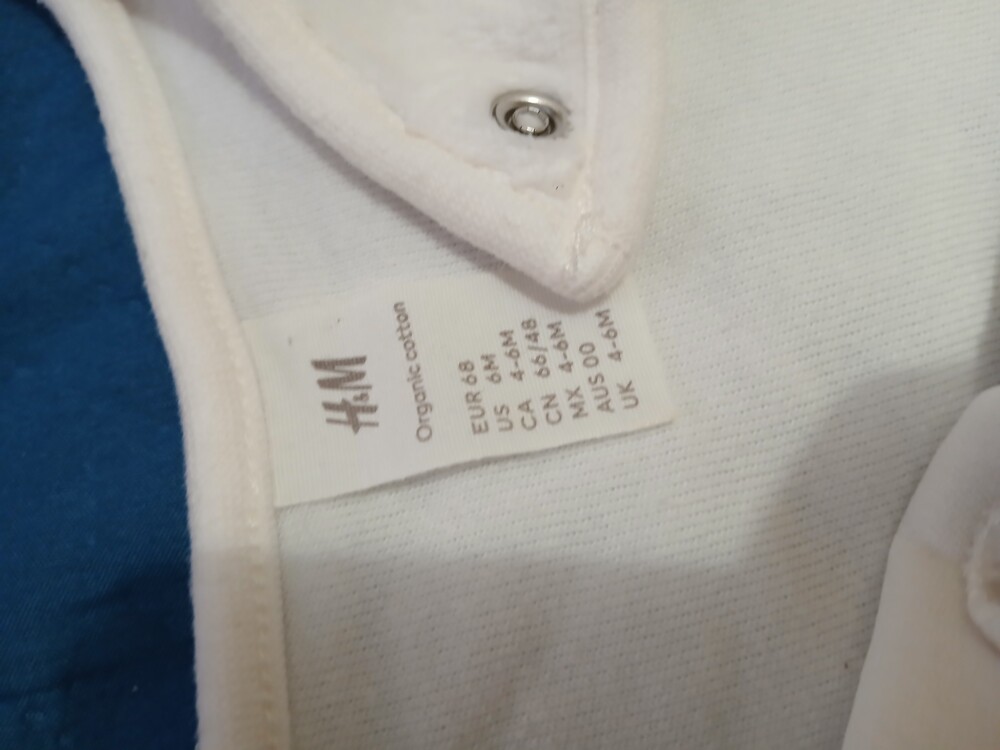 H&M
Organic cotton
EUR 68
US 6M
CA 4-6M
CN 66/48
MX 4-6M
AUS 00
UK 4-6M